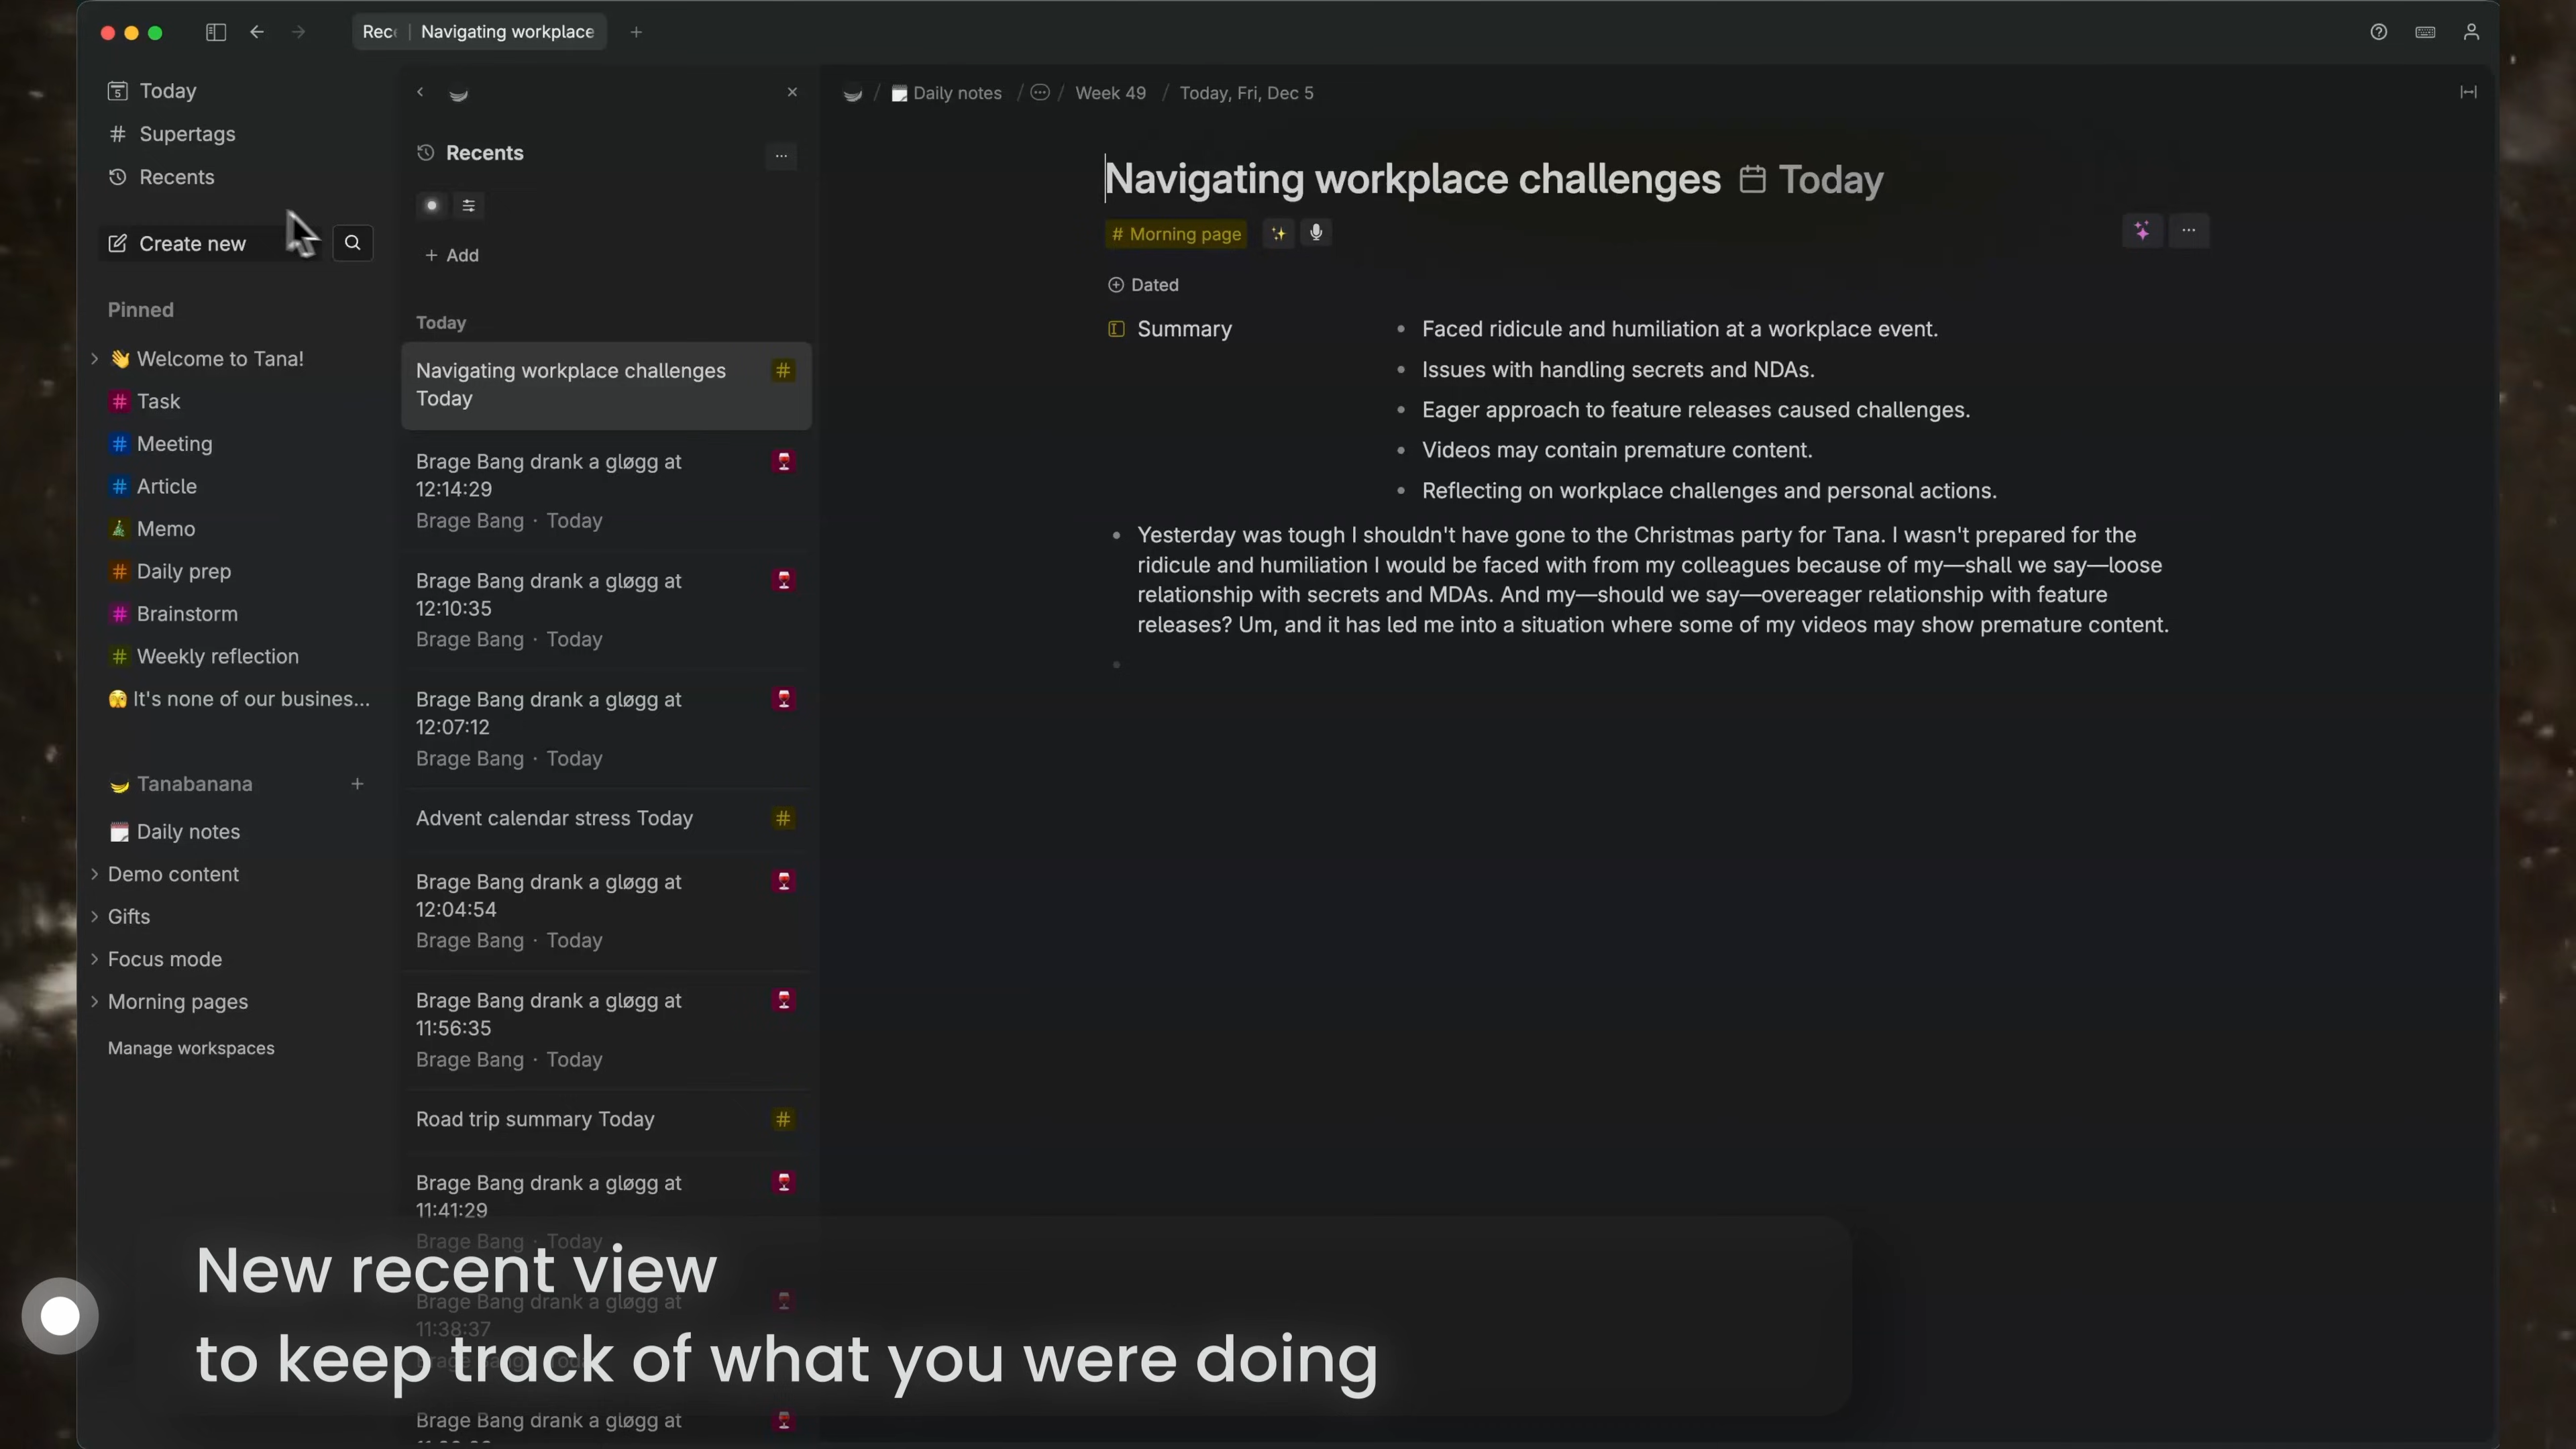 Rec
Navigating workplace
Today
Supertags
Recents
Create new
Pinned
Welcome to Tana!
# Task
# Meeting
# Article
Memo
# Daily prep
# Brainstorm
# Weekly reflection
It's none of our busines...
Tanabanana
Daily notes
Demo content
Gifts
Focus mode
Morning pages
Manage workspaces
Recents
Add
Today
Navigating workplace challenges #
Today
Brage Bang drank a gløgg at
12:14:29
Brage Bang · Today
Brage Bang drank a gløgg at
12:10:35
Brage Bang · Today
Brage Bang drank a gløgg at
12:07:12
Brage Bang · Today
Advent calendar stress Today #
Brage Bang drank a gløgg at
12:04:54
Brage Bang · Today
Brage Bang drank a gløgg at
11:56:35
Brage Bang · Today
Road trip summary Today #
Brage Bang drank a gløgg at
11:41:29
Brage Bang · Today
Brage Bang drank a gløgg at
11:38:37
Brage Bang drank a gløgg at
/ Daily notes / / Week 49 / Today, Fri, Dec 5
Navigating workplace challenges Today
# Morning page
Dated
Summary
• Faced ridicule and humiliation at a workplace event.
• Issues with handling secrets and NDAs.
• Eager approach to feature releases caused challenges.
• Videos may contain premature content.
• Reflecting on workplace challenges and personal actions.
• Yesterday was tough I shouldn't have gone to the Christmas party for Tana. I wasn't prepared for the
ridicule and humiliation I would be faced with from my colleagues because of my—shall we say—loose
relationship with secrets and MDAs. And my—should we say—overeager relationship with feature
releases? Um, and it has led me into a situation where some of my videos may show premature content.
New recent view
to keep track of what you were doing